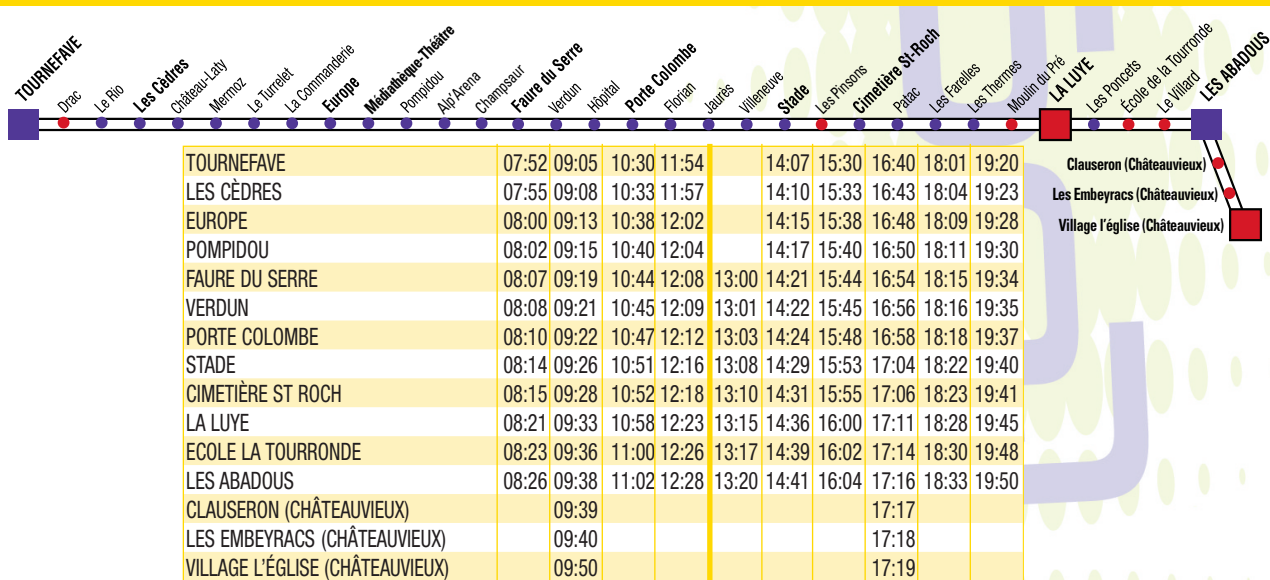 TOURNEFAVE
Drac
Le Rio
Les Cèdres
Château-Laty
Mermoz
Le Turrelet
La Commanderie
Europe
Médiathèque-Théâtre
Pompidou
Alp'Arena
Champsaur
Faure du Serre
Verdun
Hôpital
Porte Colombe
Florian
Jaurès
Villeneuve
Stade
Les Pinsons
Cimetière St-Roch
Patac
Les Farelles
Les Thermes
Moulin du Pré
LA LUYE
Les Poncets
École de la Tourronde
Le Villard
LES ABADOUS
Clauseron (Châteauvieux)
Les Embeyracs (Châteauvieux)
Village l'église (Châteauvieux)
TOURNEFAVE 07:52 09:05 10:30 11:54 14:07 15:30 16:40 18:01 19:20
LES CÈDRES 07:55 09:08 10:33 11:57 14:10 15:33 16:43 18:04 19:23
EUROPE 08:00 09:13 10:38 12:02 14:15 15:38 16:48 18:09 19:28
POMPIDOU 08:02 09:15 10:40 12:04 14:17 15:40 16:50 18:11 19:30
FAURE DU SERRE 08:07 09:19 10:44 12:08 13:00 14:21 15:44 16:54 18:15 19:34
VERDUN 08:08 09:21 10:45 12:09 13:01 14:22 15:45 16:56 18:16 19:35
PORTE COLOMBE 08:10 09:22 10:47 12:12 13:03 14:24 15:48 16:58 18:18 19:37
STADE 08:14 09:26 10:51 12:16 13:08 14:29 15:53 17:04 18:22 19:40
CIMETIÈRE ST ROCH 08:15 09:28 10:52 12:18 13:10 14:31 15:55 17:06 18:23 19:41
LA LUYE 08:21 09:33 10:58 12:23 13:15 14:36 16:00 17:11 18:28 19:45
ECOLE LA TOURRONDE 08:23 09:36 11:00 12:26 13:17 14:39 16:02 17:14 18:30 19:48
LES ABADOUS 08:26 09:38 11:02 12:28 13:20 14:41 16:04 17:16 18:33 19:50
CLAUSERON (CHÂTEAUVIEUX) 09:39 17:17
LES EMBEYRACS (CHÂTEAUVIEUX) 09:40 17:18
VILLAGE L'ÉGLISE (CHÂTEAUVIEUX) 09:50 17:19